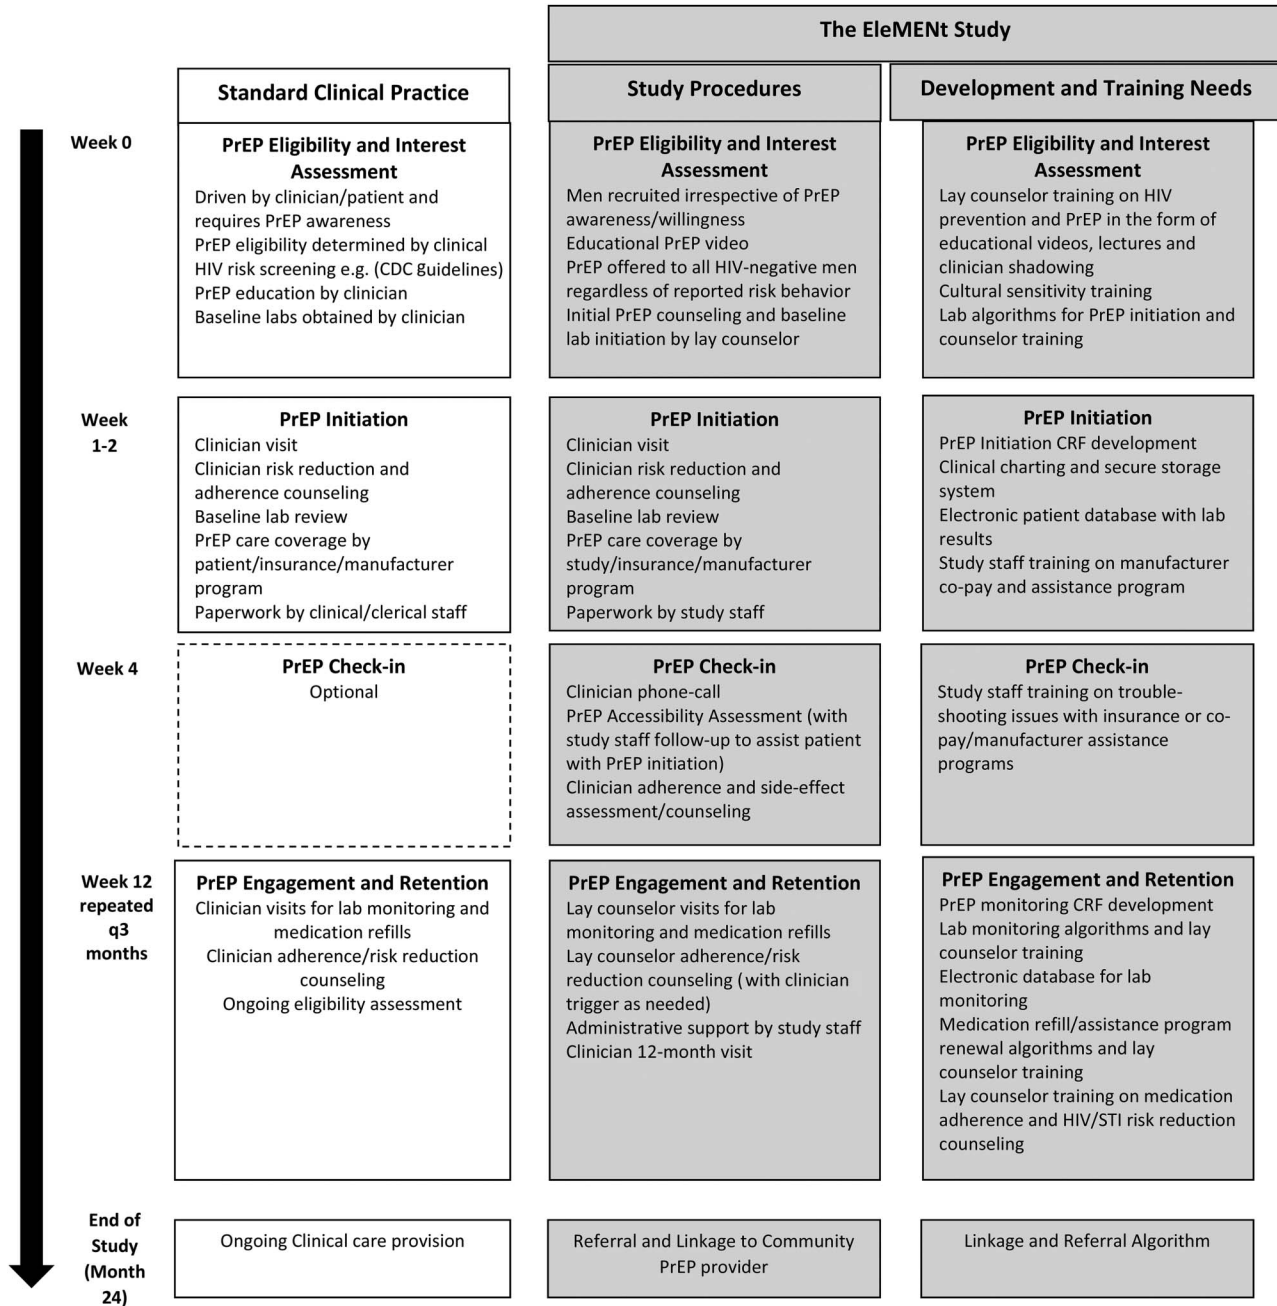 The EleMENt Study
Standard Clinical Practice
Study Procedures
Development and Training Needs
Week 0
PrEP Eligibility and Interest
Assessment
Driven by clinician/patient and
requires PrEP awareness
PrEP eligibility determined by clinical
HIV risk screening e.g. (CDC guidelines)
PrEP education by clinician
Baseline labs obtained by clinician
PrEP Eligibility and Interest
Assessment
Men recruited irrespective of PrEP
awareness/willingness
Educational PrEP video
PrEP offered to all HIV-negative men
regardless of reported risk behavior
Initial PrEP counseling and baseline
lab initiation by lay counselor
PrEP Eligibility and Interest
Assessment
Lay counselor training on HIV
prevention and PrEP in the form of
educational videos, lectures and
clinician shadowing
Cultural sensitivity training
Lab algorithms for PrEP initiation and
counselor training
Week
1-2
PrEP Initiation
Clinician visit
Clinician risk reduction and
adherence counseling
Baseline lab review
PrEP care coverage by
patient/insurance/manufacturer
program
Paperwork by clinical/clerical staff
PrEP Initiation
Clinician visit
Clinician risk reduction and
adherence counseling
Baseline lab review
PrEP care coverage by
study/insurance/manufacturer
program
Paperwork by study staff
PrEP Initiation
PrEP Initiation CRF development
Clinical charting and secure storage
system
Electronic patient database with lab
results
Study staff training on manufacturer
co-pay and assistance program
Week 4
PrEP Check-in
Optional
PrEP Check-in
Clinician phone-call
PrEP Accessibility Assessment (with
study staff follow-up to assist patient
with PrEP initiation)
Clinician adherence and side-effect
assessment/counseling
PrEP Check-in
Study staff training on trouble-
shooting issues with insurance or co-
pay/manufacturer assistance
programs
Week 12
repeated
q3
months
PrEP Engagement and Retention
Clinician visits for lab monitoring and
medication refills
Clinician adherence/risk reduction
counseling
Ongoing eligibility assessment
PrEP Engagement and Retention
Lay counselor visits for lab
monitoring and medication refills
Lay counselor adherence/risk
reduction counseling (with clinician
trigger as needed)
Administrative support by study staff
Clinician 12-month visit
PrEP Engagement and Retention
PrEP monitoring CRF development
Lab monitoring algorithms and lay
counselor training
Electronic database for lab
monitoring
Medication refill/assistance program
renewal algorithms and lay
counselor training
Lay counselor training on medication
adherence and HIV/STI risk reduction
counseling
End of
Study
(Month
24)
Ongoing Clinical care provision
Referral and Linkage to Community
PrEP provider
Linkage and Referral Algorithm